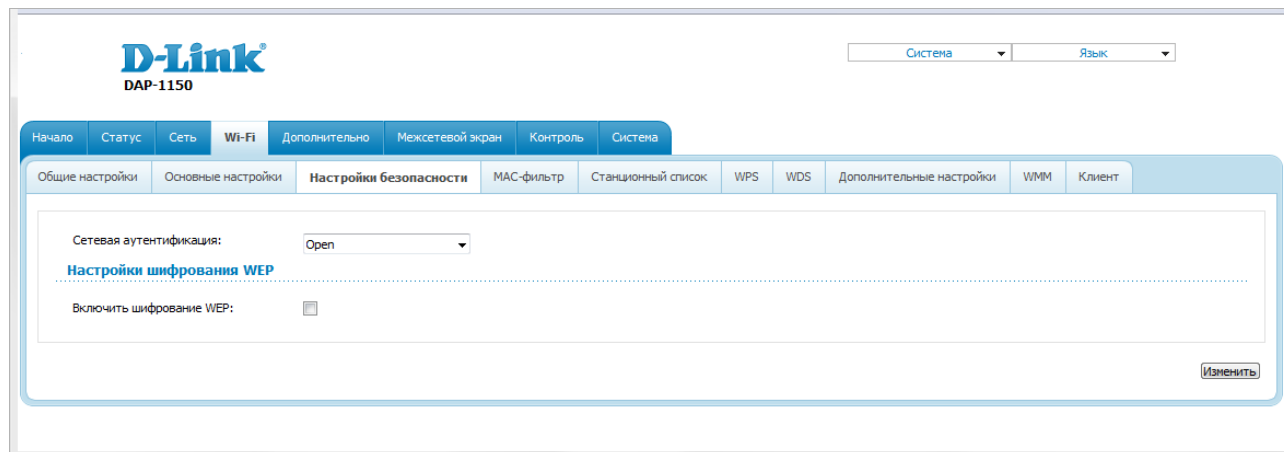 D-Link®
DAP-1150
Система Язык
Начало Статус Сеть Wi-Fi Дополнительно Межсетевой экран Контроль Система
Общие настройки Основные настройки Настройки безопасности MAC-фильтр Станционный список WPS WDS Дополнительные настройки WMM Клиент
Сетевая аутентификация: Open
Настройки шифрования WEP
Включить шифрование WEP:
Изменить